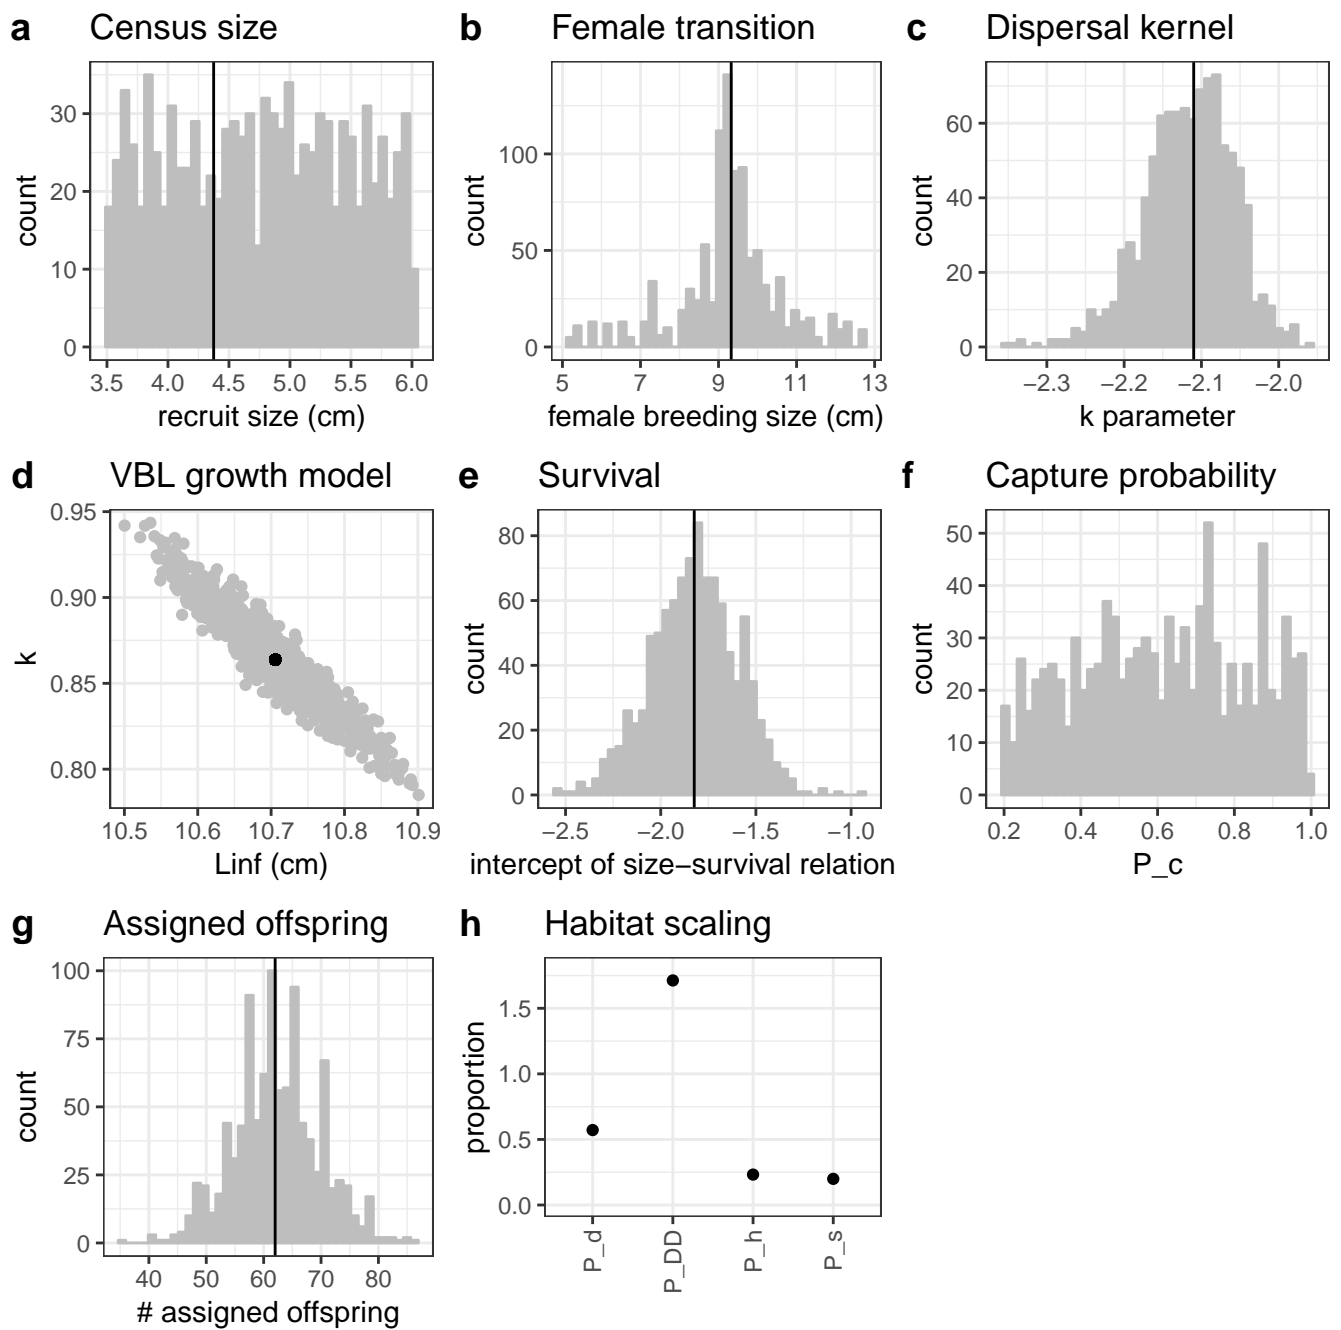 a Census size
30
20
10
0
count
3.5 4.0 4.5 5.0 5.5 6.0
recruit size (cm)
b Female transition
100
50
0
count
5 7 9 11 13
female breeding size (cm)
c Dispersal kernel
60
40
20
0
count
−2.3 −2.2 −2.1 −2.0
k parameter
d VBL growth model
0.95
0.90
0.85
0.80
k
10.5 10.6 10.7 10.8 10.9
Linf (cm)
e Survival
80
60
40
20
0
count
−2.5 −2.0 −1.5 −1.0
intercept of size−survival relation
f Capture probability
50
40
30
20
10
0
count
0.2 0.4 0.6 0.8 1.0
P_c
g Assigned offspring
100
75
50
25
0
count
40 50 60 70 80
# assigned offspring
h Habitat scaling
1.5
1.0
0.5
0.0
proportion
P_d P_DD P_h P_s